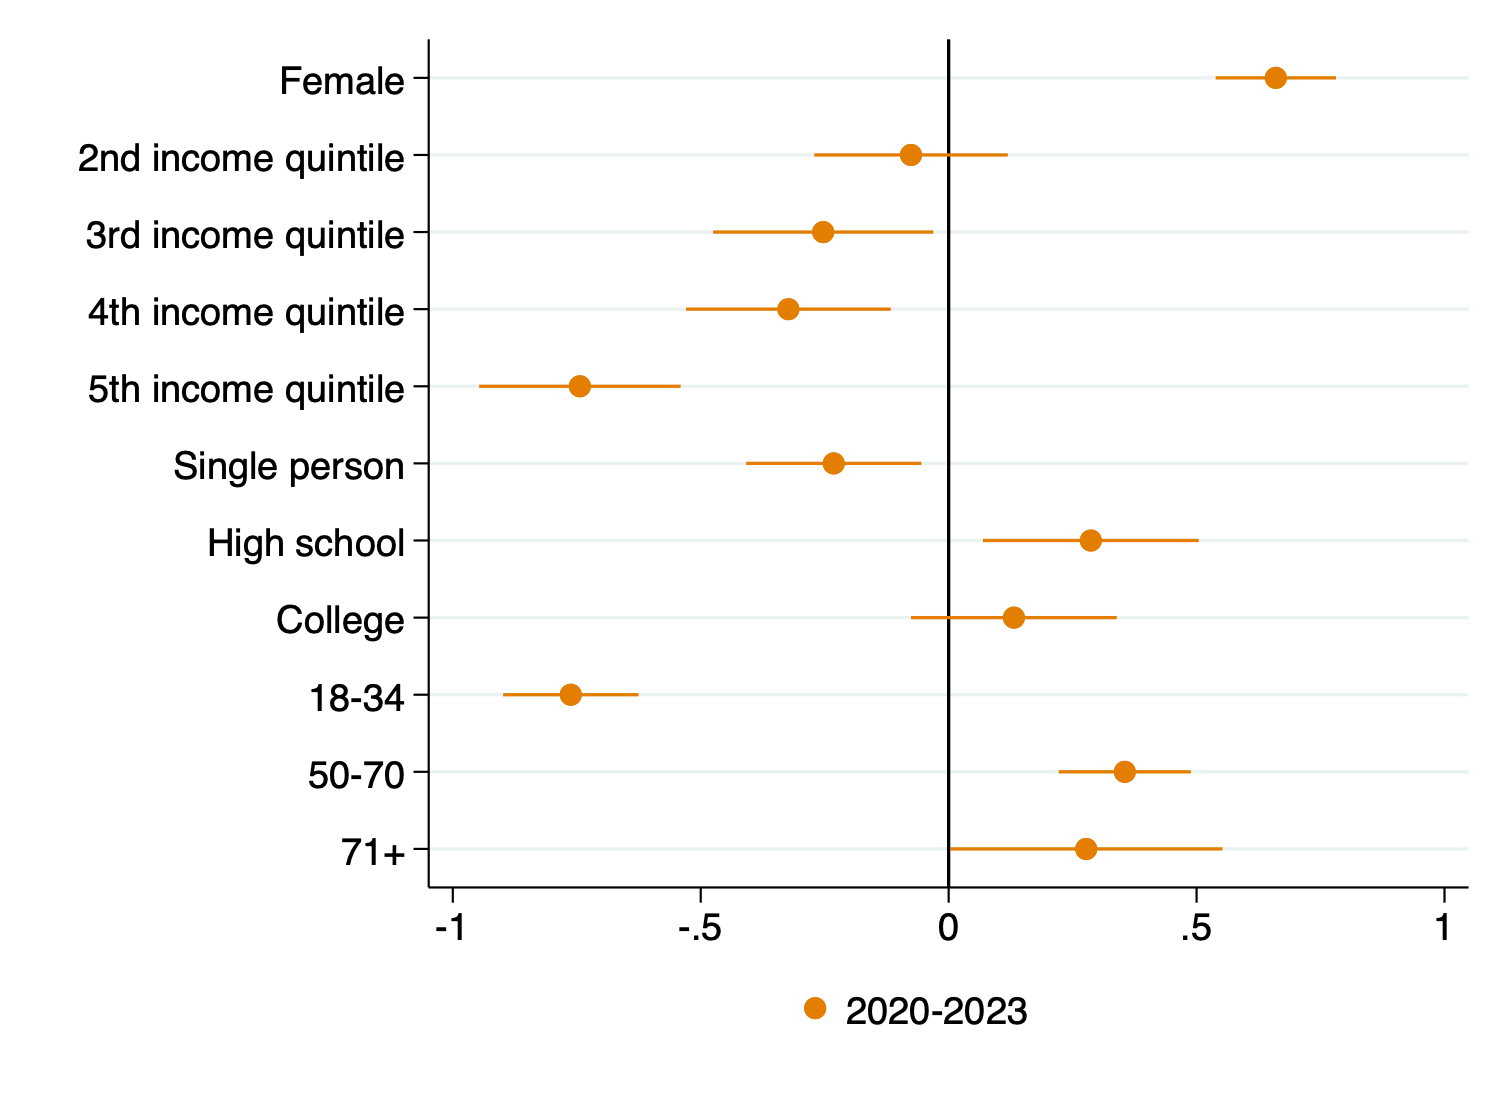 Female
2nd income quintile
3rd income quintile
4th income quintile
5th income quintile
Single person
High school
College
18-34
50-70
71+
-1 -.5 0 .5 1
2020-2023